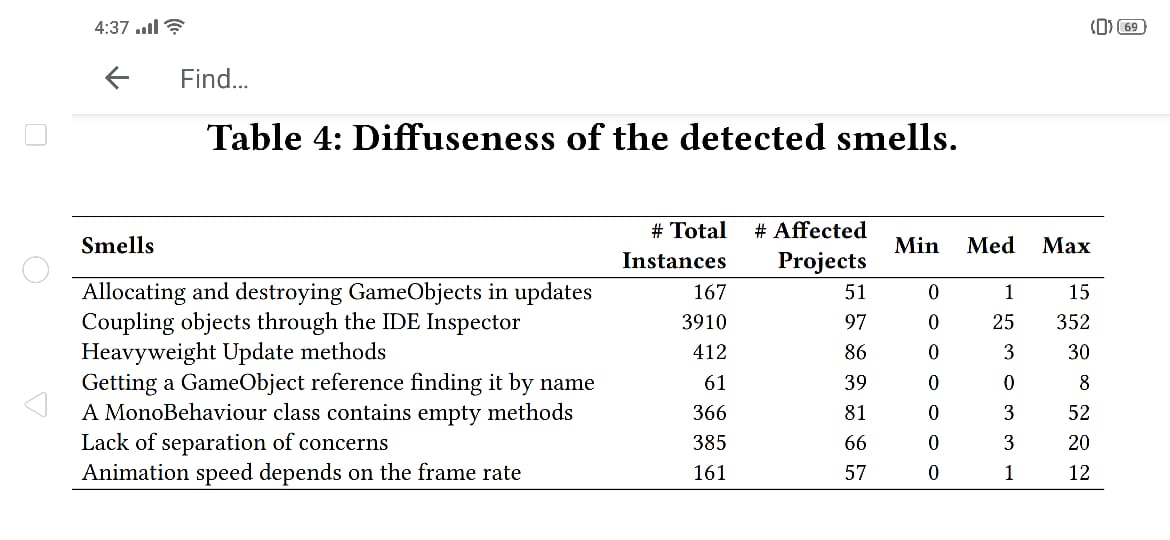 4:37
69
Find...
Table 4: Diffuseness of the detected smells.
Smells # Total Instances # Affected Projects Min Med Max
Allocating and destroying GameObjects in updates 167 51 0 1 15
Coupling objects through the IDE Inspector 3910 97 0 25 352
Heavyweight Update methods 412 86 0 3 30
Getting a GameObject reference finding it by name 61 39 0 0 8
A MonoBehaviour class contains empty methods 366 81 0 3 52
Lack of separation of concerns 385 66 0 3 20
Animation speed depends on the frame rate 161 57 0 1 12